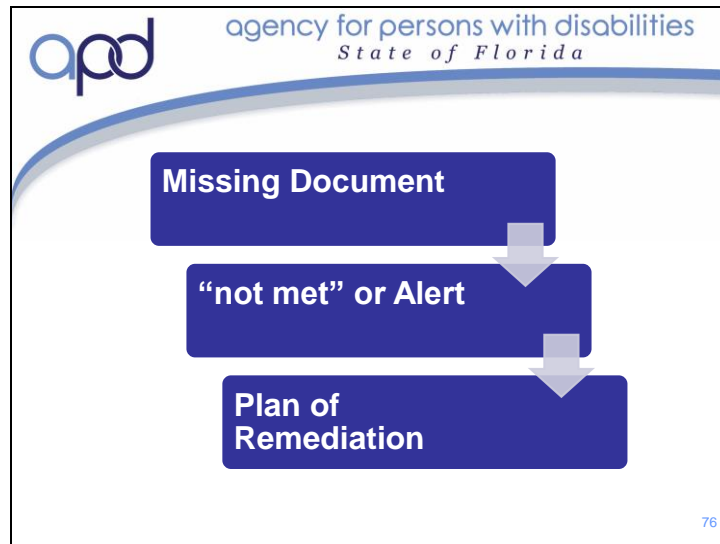 apd
agency for persons with disabilities
State of Florida
Missing Document
“not met” or Alert
Plan of
Remediation
76